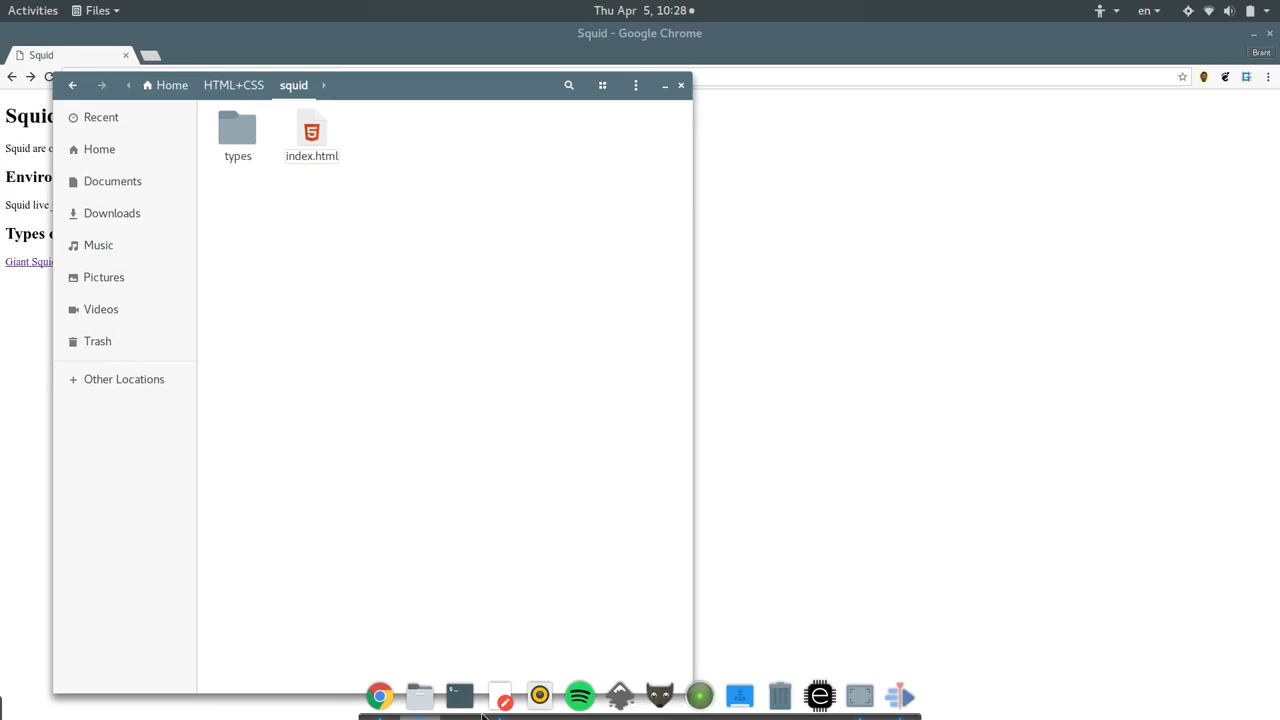 Activities Files Thu Apr 5, 10:28 en
Squid - Google Chrome
Squid Brant
Home HTML+CSS squid
Squid
Squid are
Enviro
Squid live
Types
Giant Squi
Recent
Home
Documents
Downloads
Music
Pictures
Videos
Trash
+ Other Locations
types index.html